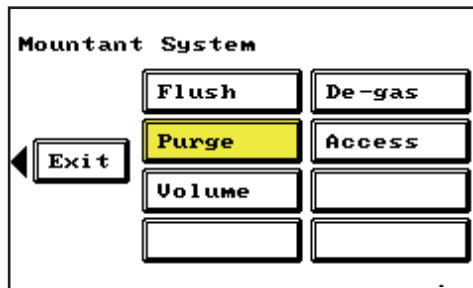 Mountant System
Flush De-gas
Purge Access
Exit
Volume